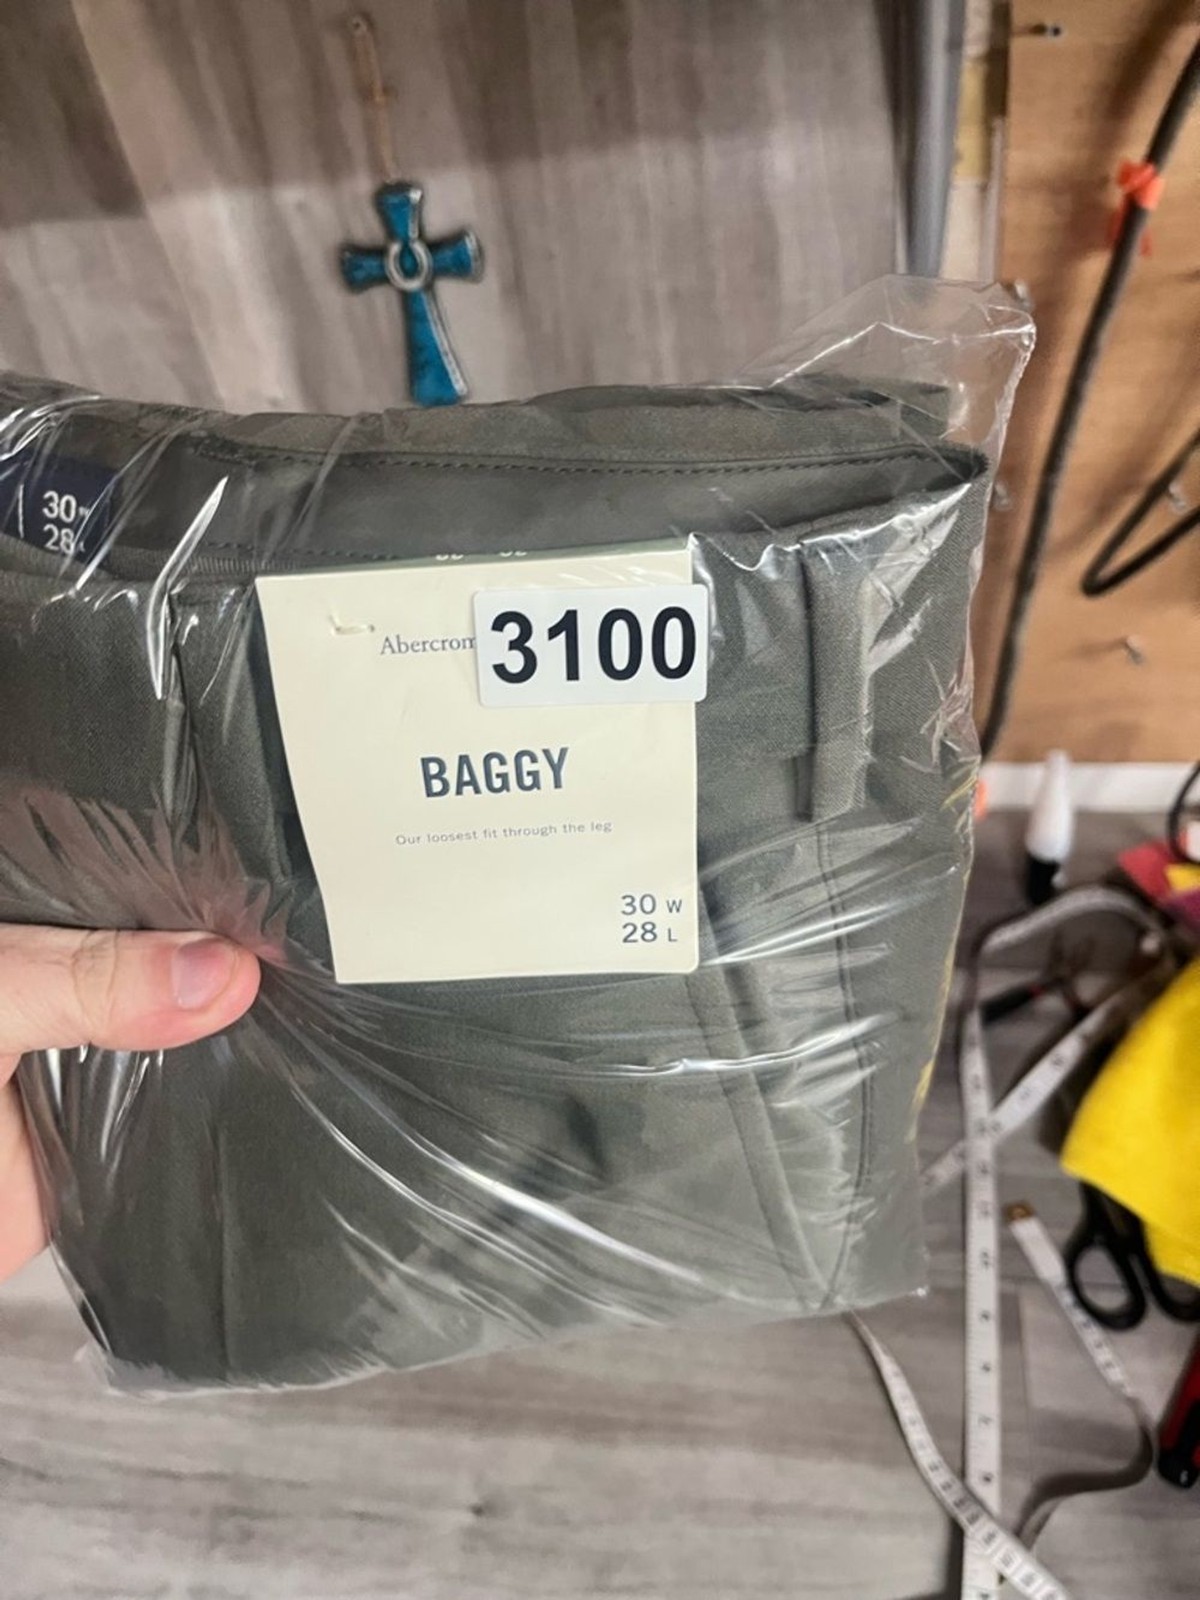 30 W
28 L
Abercrom
3100
BAGGY
Our loosest fit through the leg
30 W
28 L